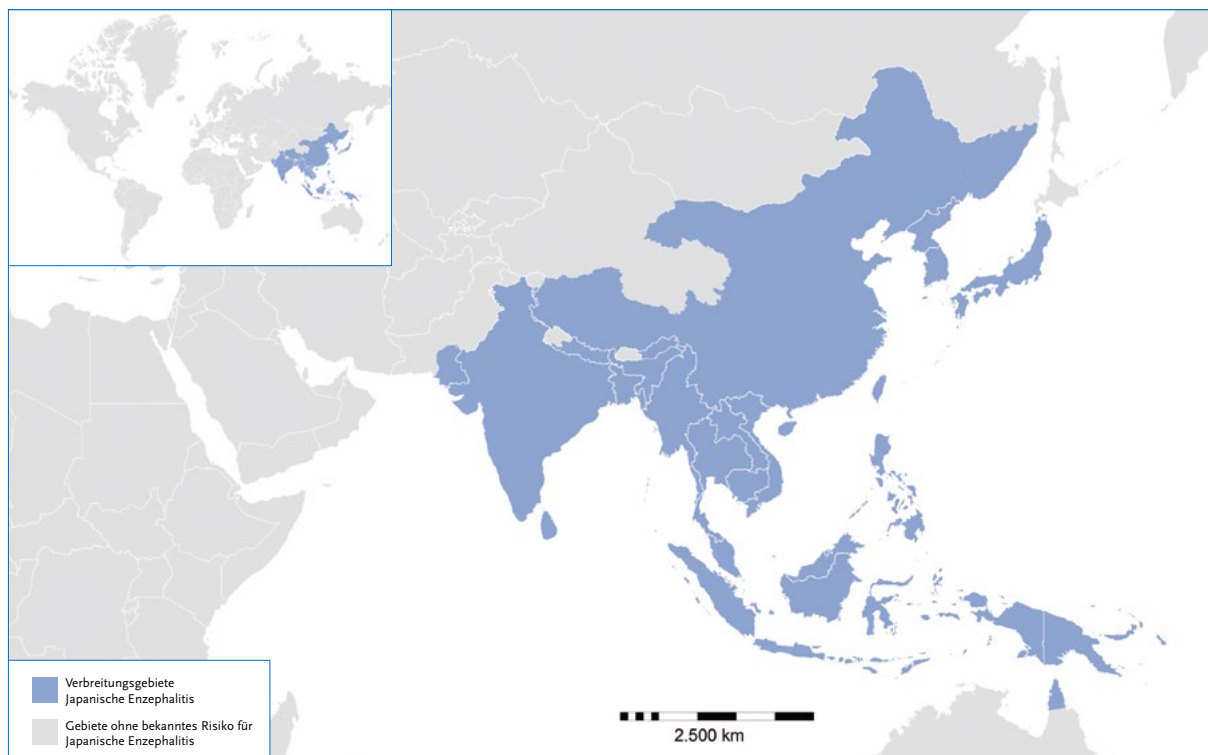 Verbreitungsgebiete
Japanische Enzephalitis
Gebiete ohne bekanntes Risiko für
Japanische Enzephalitis
2.500 km